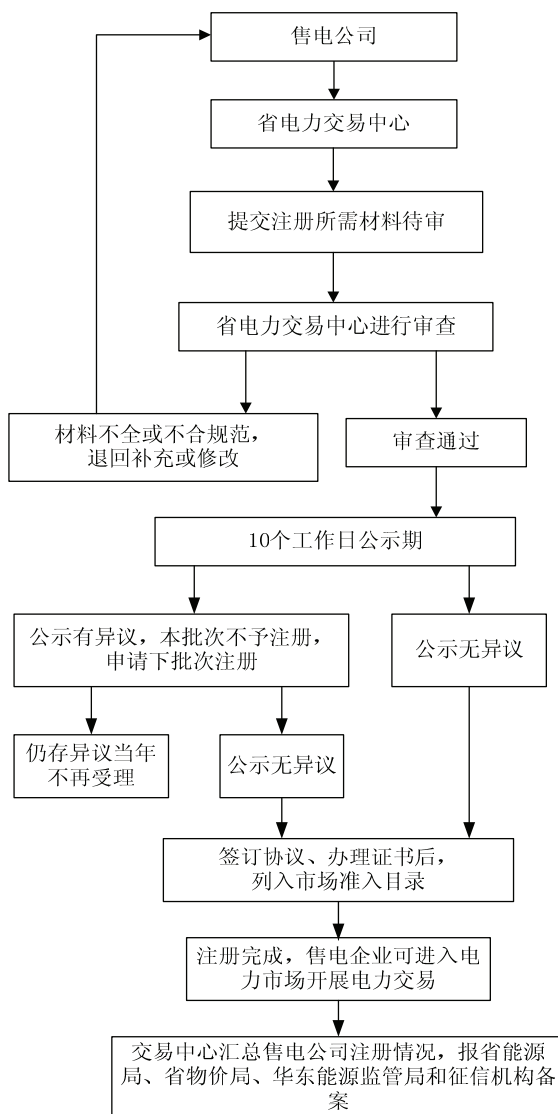 售电公司
省电力交易中心
提交注册所需材料待审
省电力交易中心进行审查
材料不全或不合规范，
退回补充或修改
审查通过
10个工作日公示期
公示有异议，本批次不予注册，
申请下批次注册
公示无异议
仍存异议当年
不再受理
公示无异议
签订协议、办理证书后，
列入市场准入目录
注册完成，售电企业可进入电
力市场开展电力交易
交易中心汇总售电公司注册情况，报省能源
局、省物价局、华东能源监管局和征信机构备
案